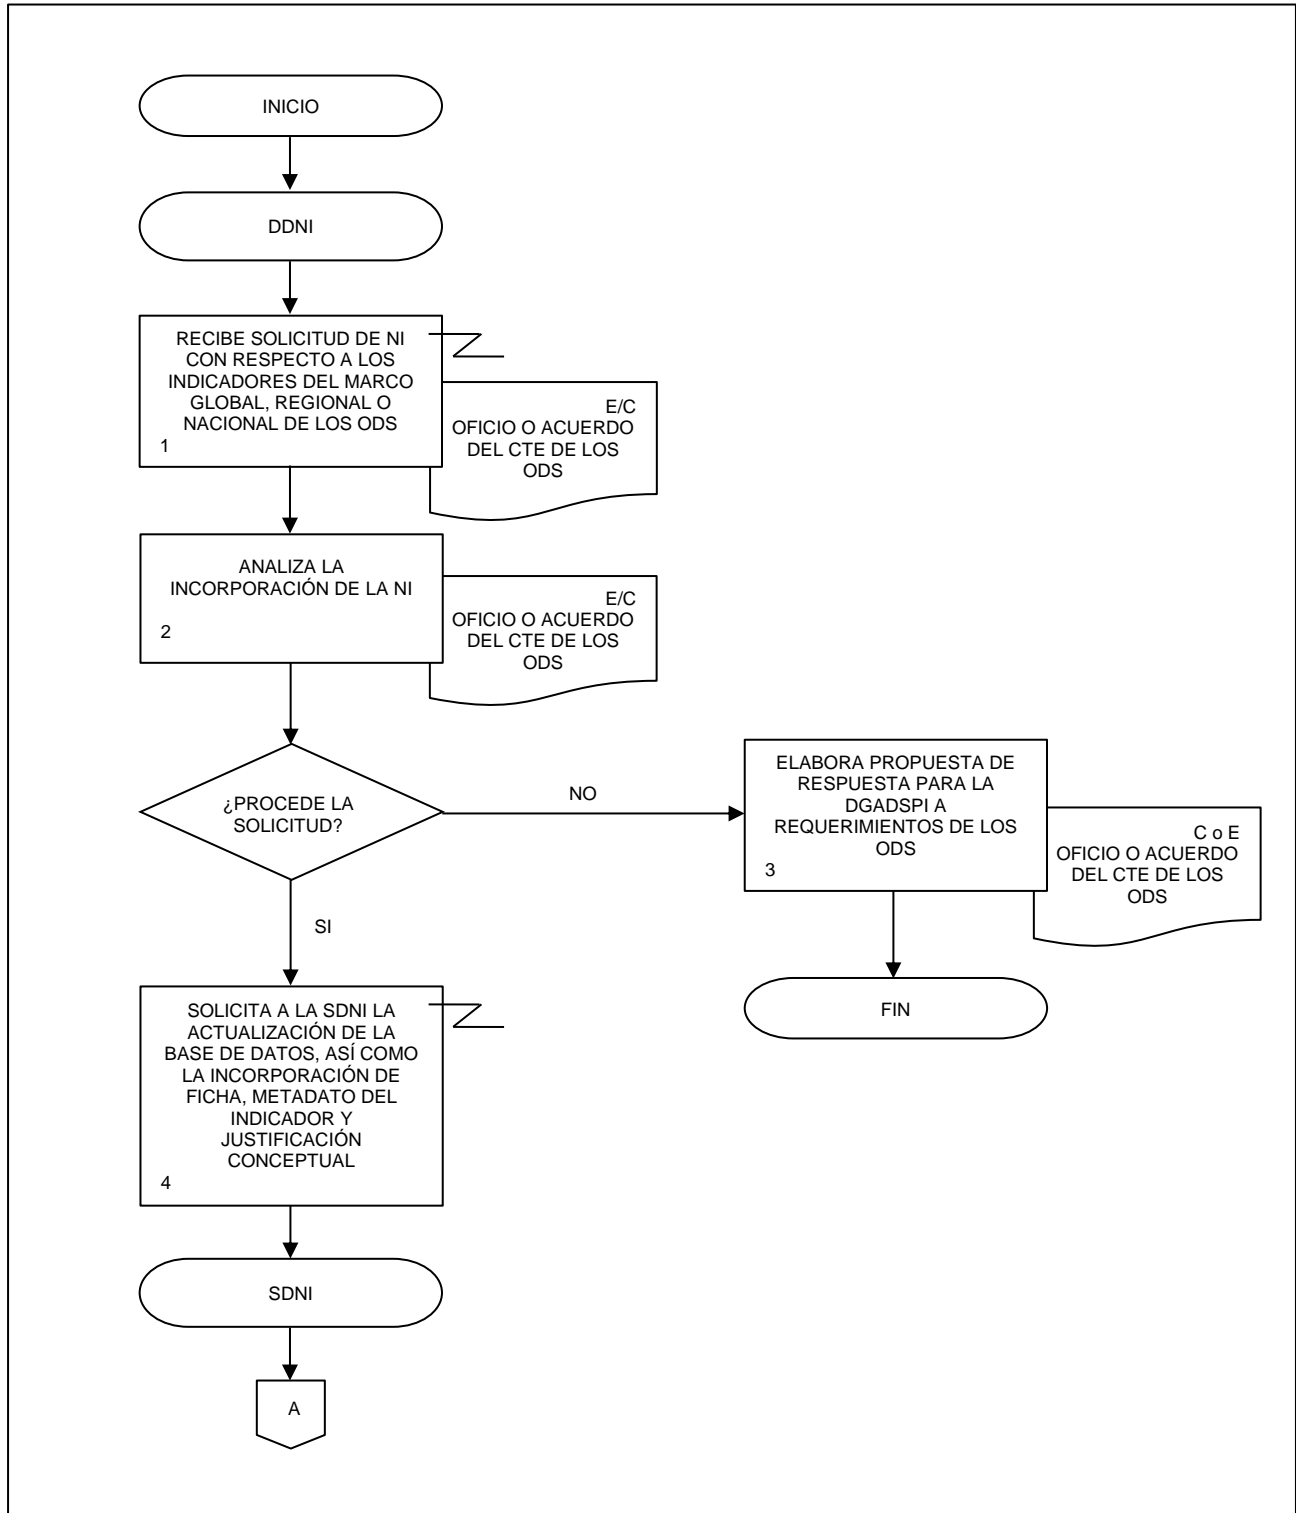 INICIO
DDNI
RECIBE SOLICITUD DE NI
CON RESPECTO A LOS
INDICADORES DEL MARCO
GLOBAL, REGIONAL O
NACIONAL DE LOS ODS
1
E/C
OFICIO O ACUERDO
DEL CTE DE LOS
ODS
ANALIZA LA
INCORPORACIÓN DE LA NI
2
E/C
OFICIO O ACUERDO
DEL CTE DE LOS
ODS
¿PROCEDE LA
SOLICITUD?
NO
ELABORA PROPUESTA DE
RESPUESTA PARA LA
DGADSPI A
REQUERIMIENTOS DE LOS
ODS
3
C o E
OFICIO O ACUERDO
DEL CTE DE LOS
ODS
FIN
SI
SOLICITA A LA SDNI LA
ACTUALIZACIÓN DE LA
BASE DE DATOS, ASÍ COMO
LA INCORPORACIÓN DE
FICHA, METADATO DEL
INDICADOR Y
JUSTIFICACIÓN
CONCEPTUAL
4
SDNI
A